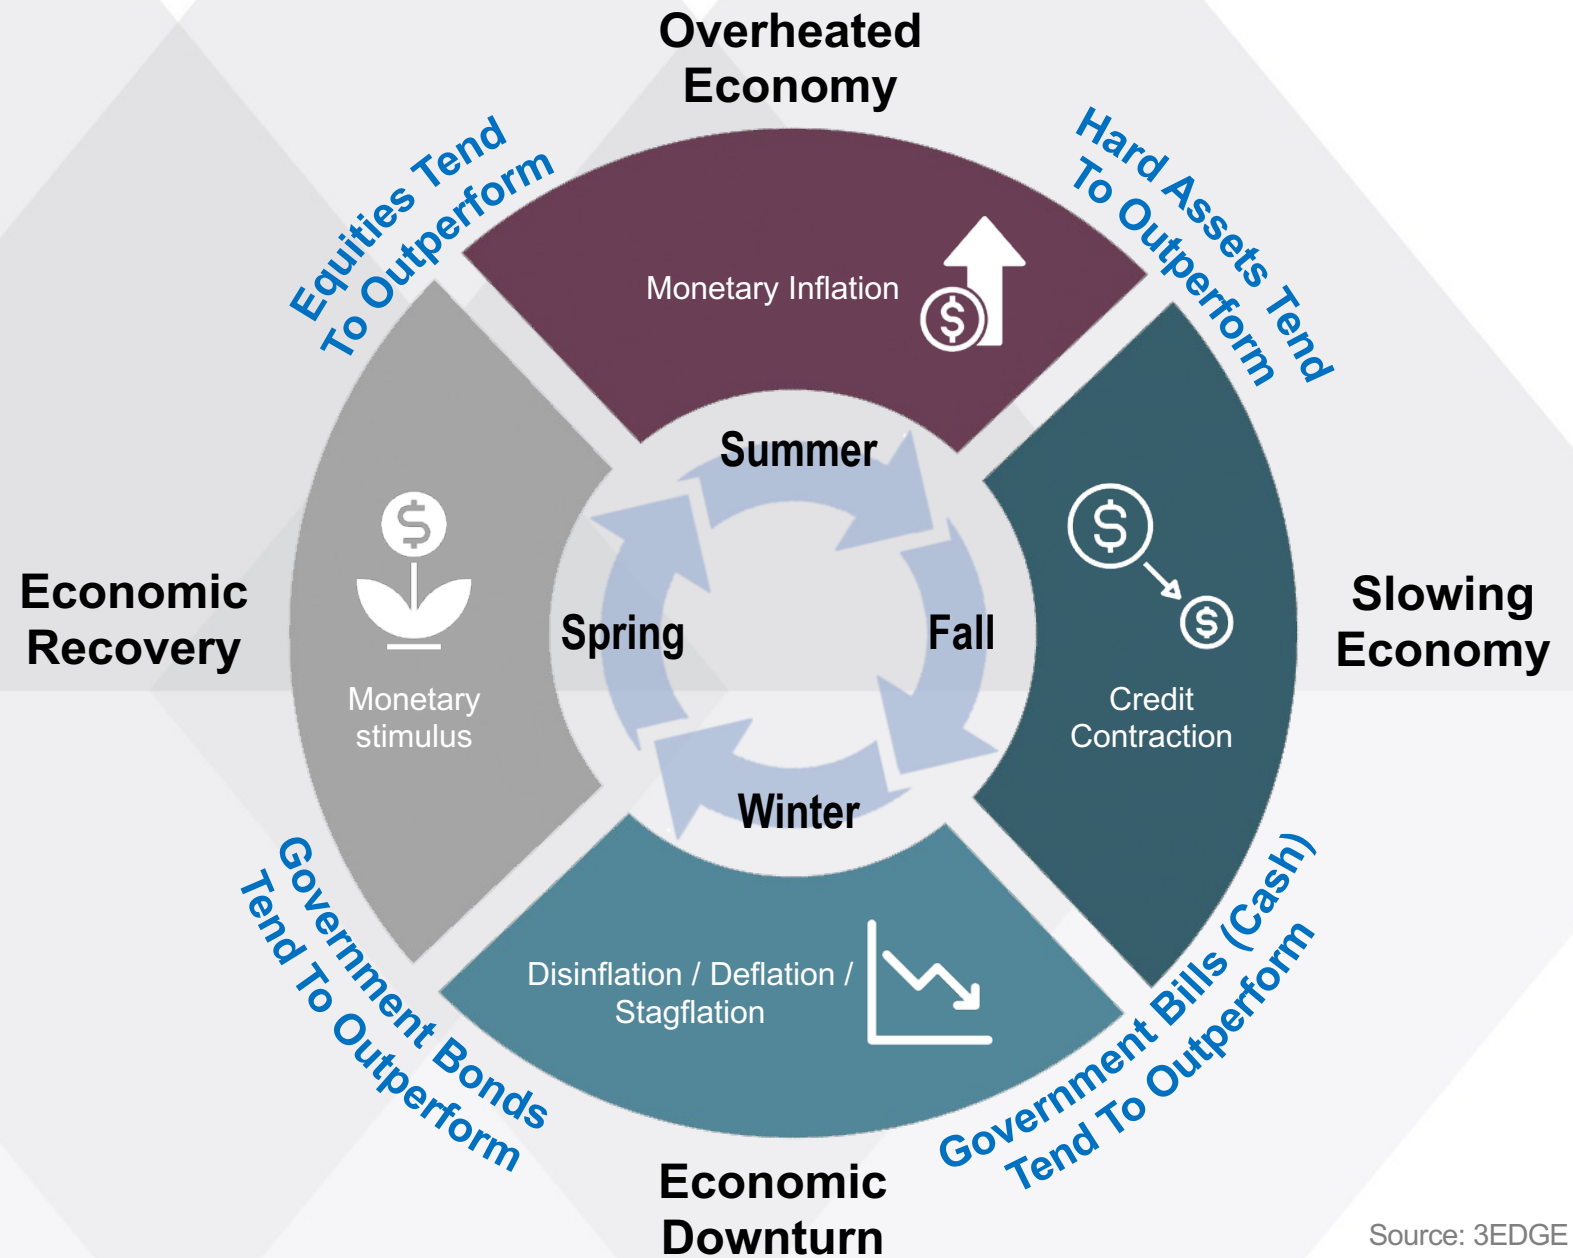 Overheated
Economy
Equities Tend
To Outperform
Hard Assets Tend
To Outperform
Monetary Inflation
$
Summer
$
Monetary
stimulus
Economic
Recovery
Spring
Fall
$
$
Credit
Contraction
Slowing
Economy
Winter
Government Bonds
Tend To Outperform
Disinflation / Deflation /
Stagflation
Government Bills (Cash)
Tend To Outperform
Economic
Downturn
Source: 3EDGE